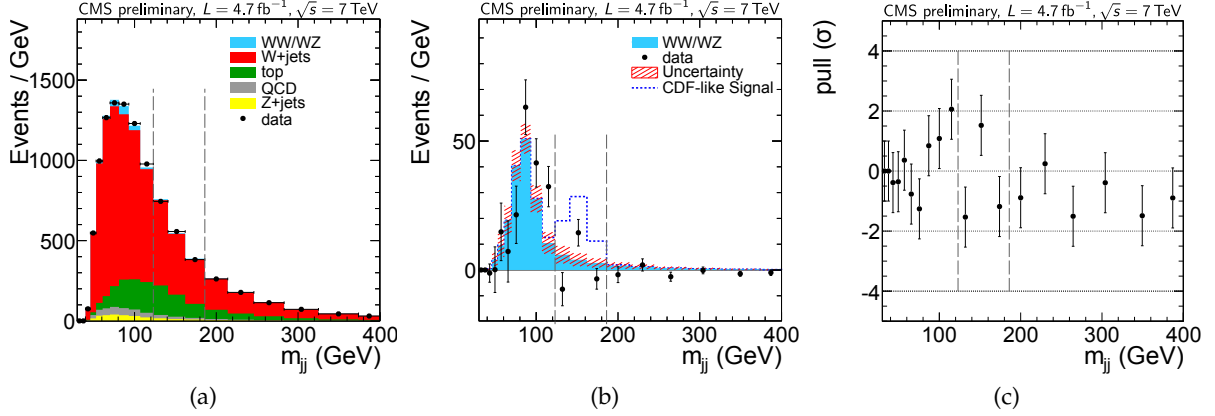 CMS preliminary, L = 4.7 fb⁻¹, √s = 7 TeV
Events / GeV
1500
1000
500
0
WW/WZ
W+jets
top
QCD
Z+jets
data
100 200 300 400
m_jj (GeV)
(a)
CMS preliminary, L = 4.7 fb⁻¹, √s = 7 TeV
Events / GeV
50
0
WW/WZ
data
Uncertainty
CDF-like Signal
100 200 300 400
m_jj (GeV)
(b)
CMS preliminary, L = 4.7 fb⁻¹, √s = 7 TeV
pull (σ)
4
2
0
-2
-4
100 200 300 400
m_jj (GeV)
(c)